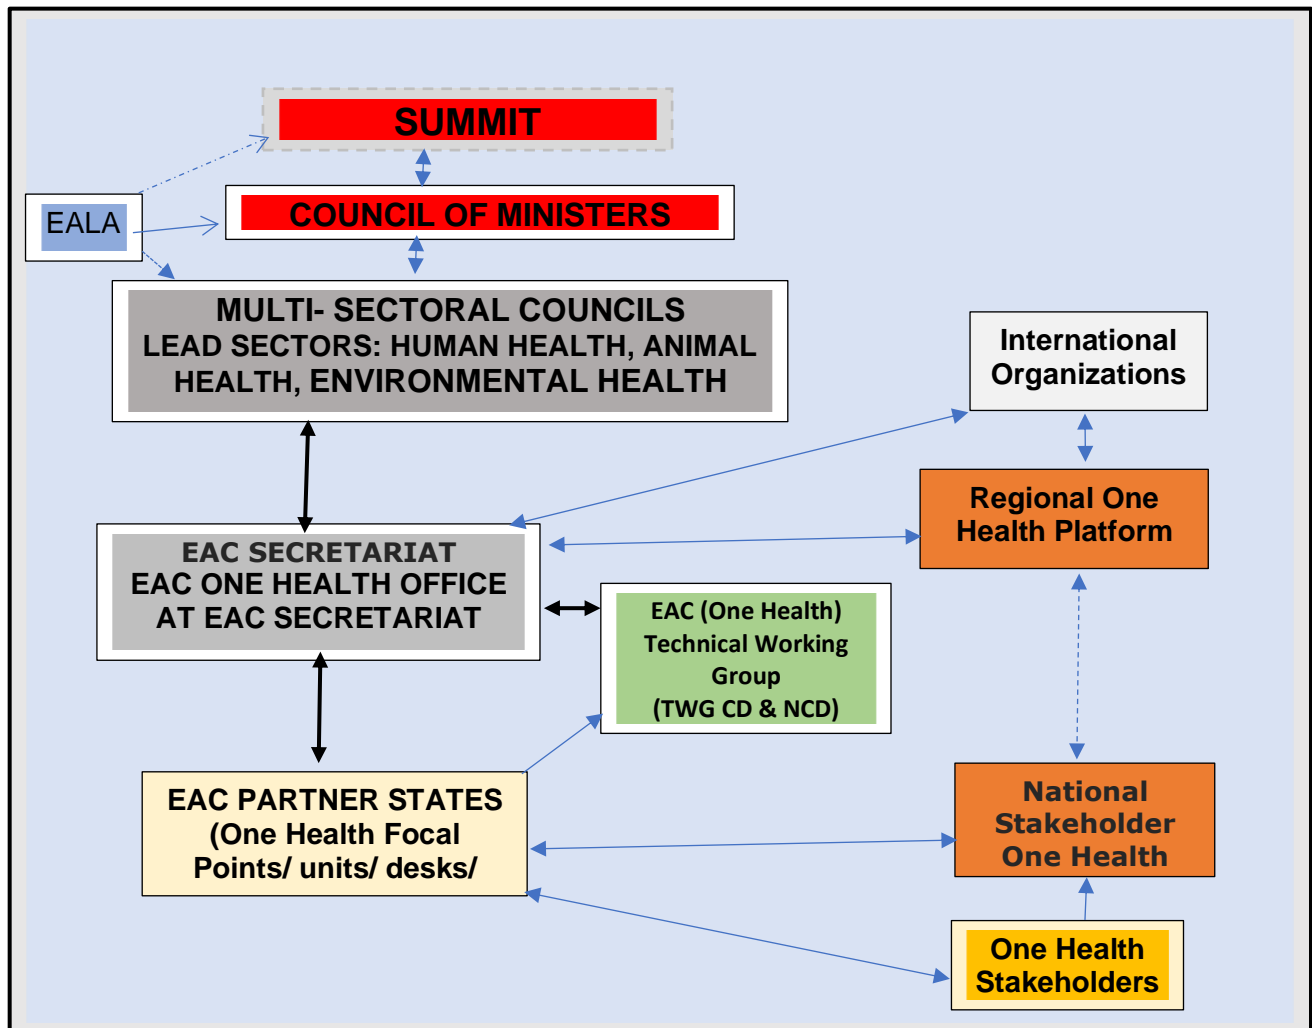 SUMMIT
COUNCIL OF MINISTERS
EALA
MULTI- SECTORAL COUNCILS
LEAD SECTORS: HUMAN HEALTH, ANIMAL
HEALTH, ENVIRONMENTAL HEALTH
International
Organizations
Regional One
Health Platform
EAC SECRETARIAT
EAC ONE HEALTH OFFICE
AT EAC SECRETARIAT
EAC (One Health)
Technical Working
Group
(TWG CD & NCD)
EAC PARTNER STATES
(One Health Focal
Points/ units/ desks/
National
Stakeholder
One Health
One Health
Stakeholders